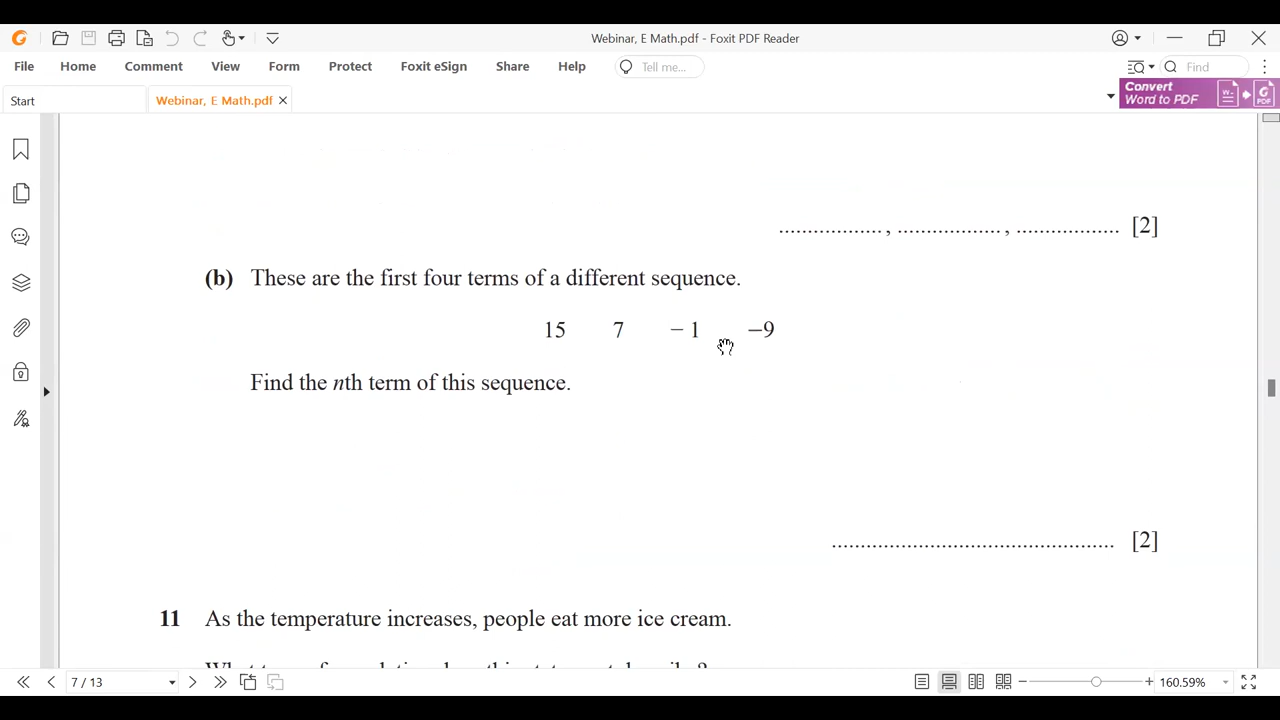 Webinar, E Math.pdf - Foxit PDF Reader
File Home Comment View Form Protect Foxit eSign Share Help Tell me... Find
Start Webinar, E Math.pdf Convert Word to PDF
.................. , .................. , .................. [2]
(b) These are the first four terms of a different sequence.
15 7 − 1 −9
Find the nth term of this sequence.
................................................. [2]
11 As the temperature increases, people eat more ice cream.
7 / 13 160.59%